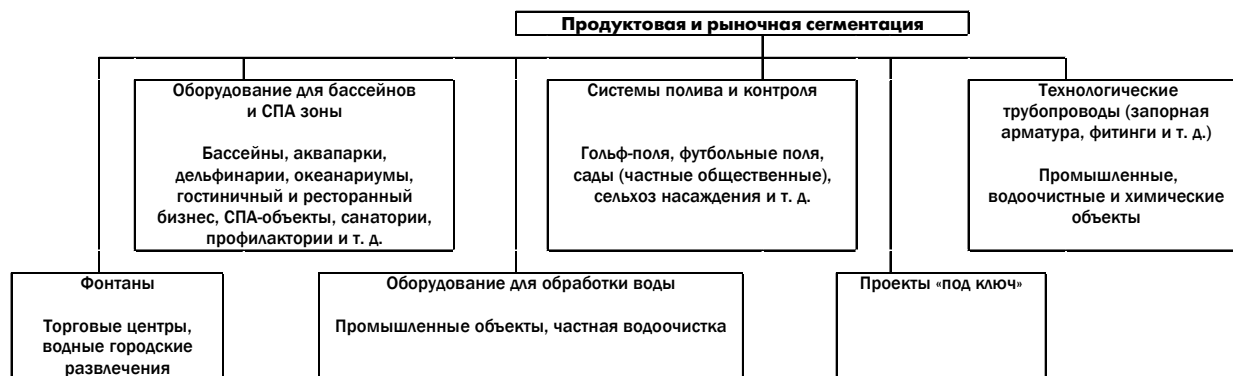 Продуктовая и рыночная сегментация
Оборудование для бассейнов
и СПА зоны
Бассейны, аквапарки,
дельфинарии, океанариумы,
гостиничный и ресторанный
бизнес, СПА-объекты, санатории,
профилактории и т. д.
Системы полива и контроля
Гольф-поля, футбольные поля,
сады (частные общественные),
сельхоз насаждения и т. д.
Технологические
трубопроводы (запорная
арматура, фитинги и т. д.)
Промышленные,
водоочистные и химические
объекты
Фонтаны
Торговые центры,
водные городские
развлечения
Оборудование для обработки воды
Промышленные объекты, частная водоочистка
Проекты «под ключ»